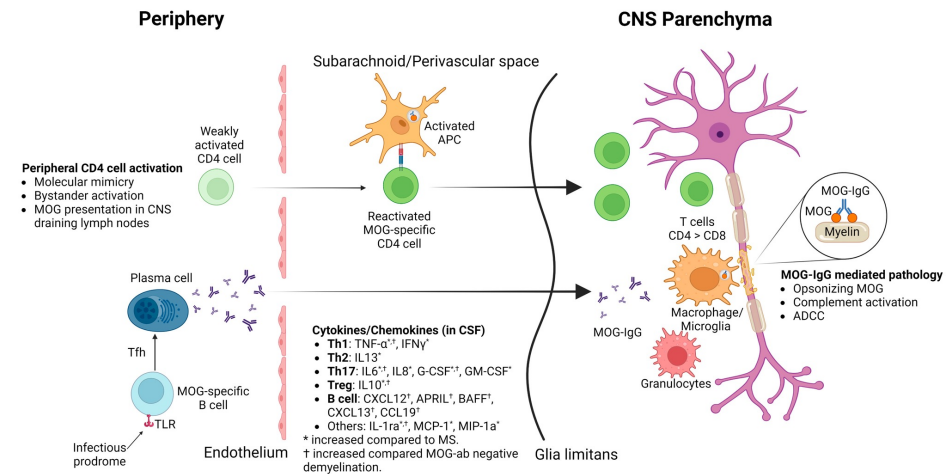 Periphery
CNS Parenchyma
Subarachnoid/Perivascular space
Weakly
activated
CD4 cell
Activated
APC
Peripheral CD4 cell activation
• Molecular mimicry
• Bystander activation
• MOG presentation in CNS
draining lymph nodes
Reactivated
MOG-specific
CD4 cell
T cells
CD4 > CD8
MOG-IgG
MOG
Myelin
Plasma cell
MOG-IgG mediated pathology
• Opsonizing MOG
• Complement activation
• ADCC
MOG-IgG
Macrophage/
Microglia
Granulocytes
Tfh
MOG-specific
B cell
TLR
Infectious
prodrome
Cytokines/Chemokines (in CSF)
• Th1: TNF-α*,†, IFNγ*
• Th2: IL13*
• Th17: IL6*,†, IL8*, G-CSF*,†, GM-CSF*
• Treg: IL10*,†
• B cell: CXCL12†, APRIL†, BAFF†,
CXCL13†, CCL19†
• Others: IL-1ra*,†, MCP-1*, MIP-1a*
* increased compared to MS.
† increased compared MOG-ab negative
demyelination.
Endothelium
Glia limitans